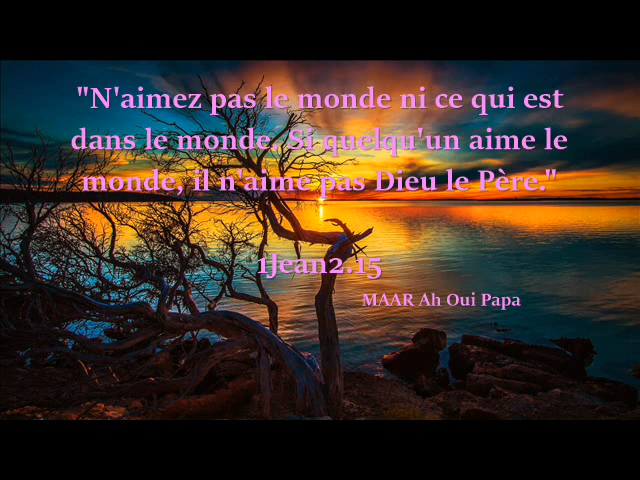 "N'aimez pas le monde ni ce qui est
dans le monde. Si quelqu'un aime le
monde, il n'aime pas Dieu le Père."
1Jean2.15
MAAR Ah Oui Papa